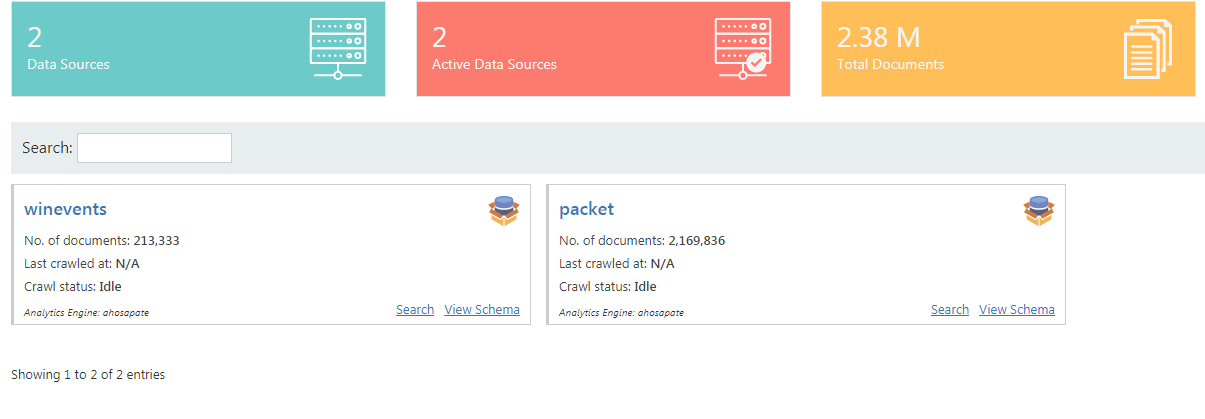 2
Data Sources
2
Active Data Sources
2.38 M
Total Documents
Search:
winevents
No. of documents: 213,333
Last crawled at: N/A
Crawl status: Idle
Analytics Engine: ahosapate
Search View Schema
packet
No. of documents: 2,169,836
Last crawled at: N/A
Crawl status: Idle
Analytics Engine: ahosapate
Search View Schema
Showing 1 to 2 of 2 entries